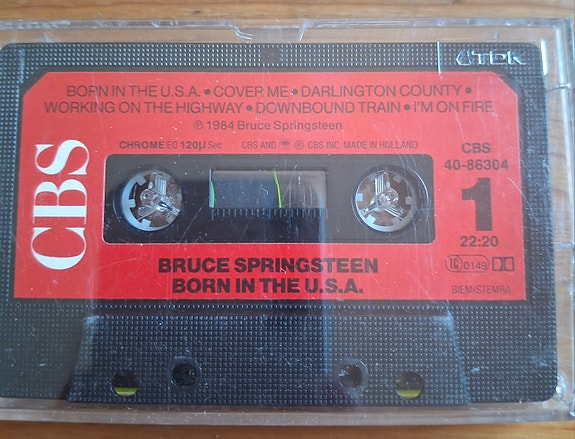 TDK
BORN IN THE U.S.A. • COVER ME • DARLINGTON COUNTY •
WORKING ON THE HIGHWAY • DOWNBOUND TRAIN • I'M ON FIRE
℗ 1984 Bruce Springsteen
CHROME EQ 120µ Sec CBS AND ® CBS INC. MADE IN HOLLAND
CBS
40-86304
CBS
1
22:20
BRUCE SPRINGSTEEN
BORN IN THE U.S.A.
0149
BIEM/STEMRA